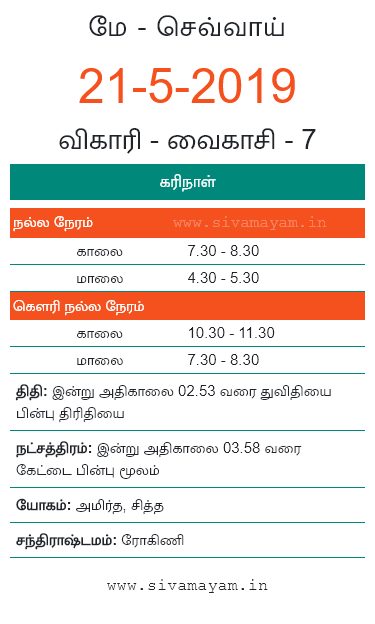 மே - செவ்வாய்
21-5-2019
விகாரி - வைகாசி - 7
கரிநாள்
நல்ல நேரம் www.sivamayam.in
காலை 7.30 - 8.30
மாலை 4.30 - 5.30
கௌரி நல்ல நேரம்
காலை 10.30 - 11.30
மாலை 7.30 - 8.30
திதி: இன்று அதிகாலை 02.53 வரை துவிதியை
பின்பு திரிதியை
நட்சத்திரம்: இன்று அதிகாலை 03.58 வரை
கேட்டை பின்பு மூலம்
யோகம்: அமிர்த, சித்த
சந்திராஷ்டமம்: ரோகிணி
www.sivamayam.in